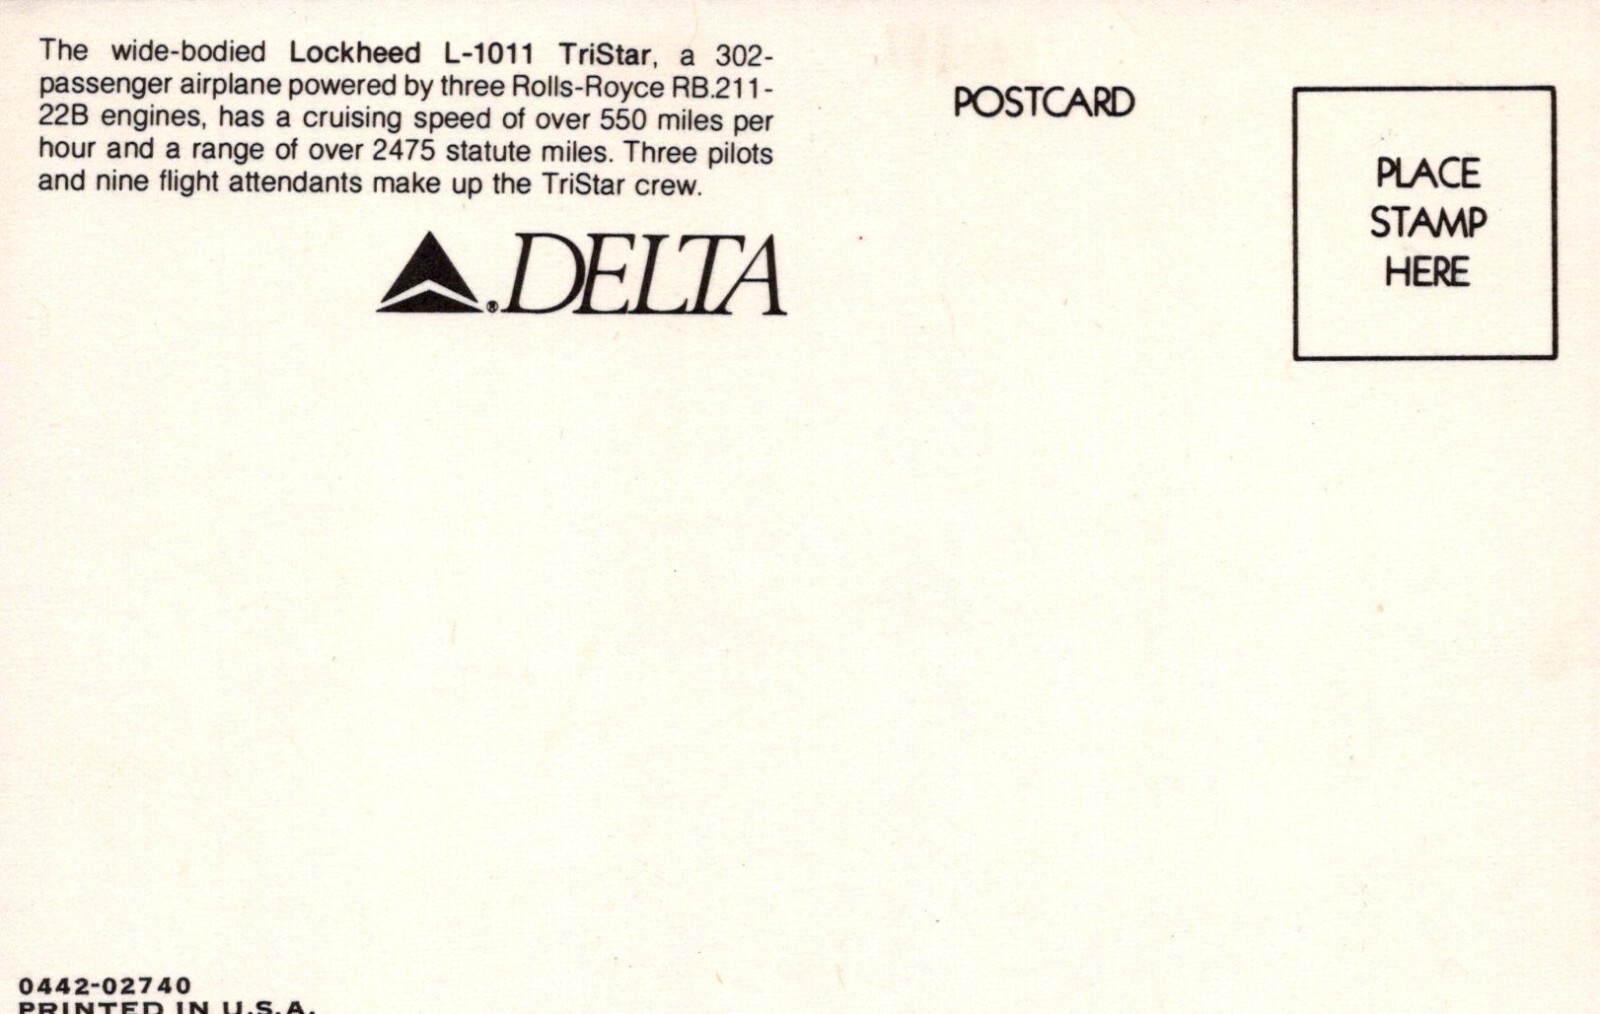 The wide-bodied Lockheed L-1011 TriStar, a 302-
passenger airplane powered by three Rolls-Royce RB.211-
22B engines, has a cruising speed of over 550 miles per
hour and a range of over 2475 statute miles. Three pilots
and nine flight attendants make up the TriStar crew.
®DELTA
POSTCARD
PLACE
STAMP
HERE
0442-02740
PRINTED IN U.S.A.